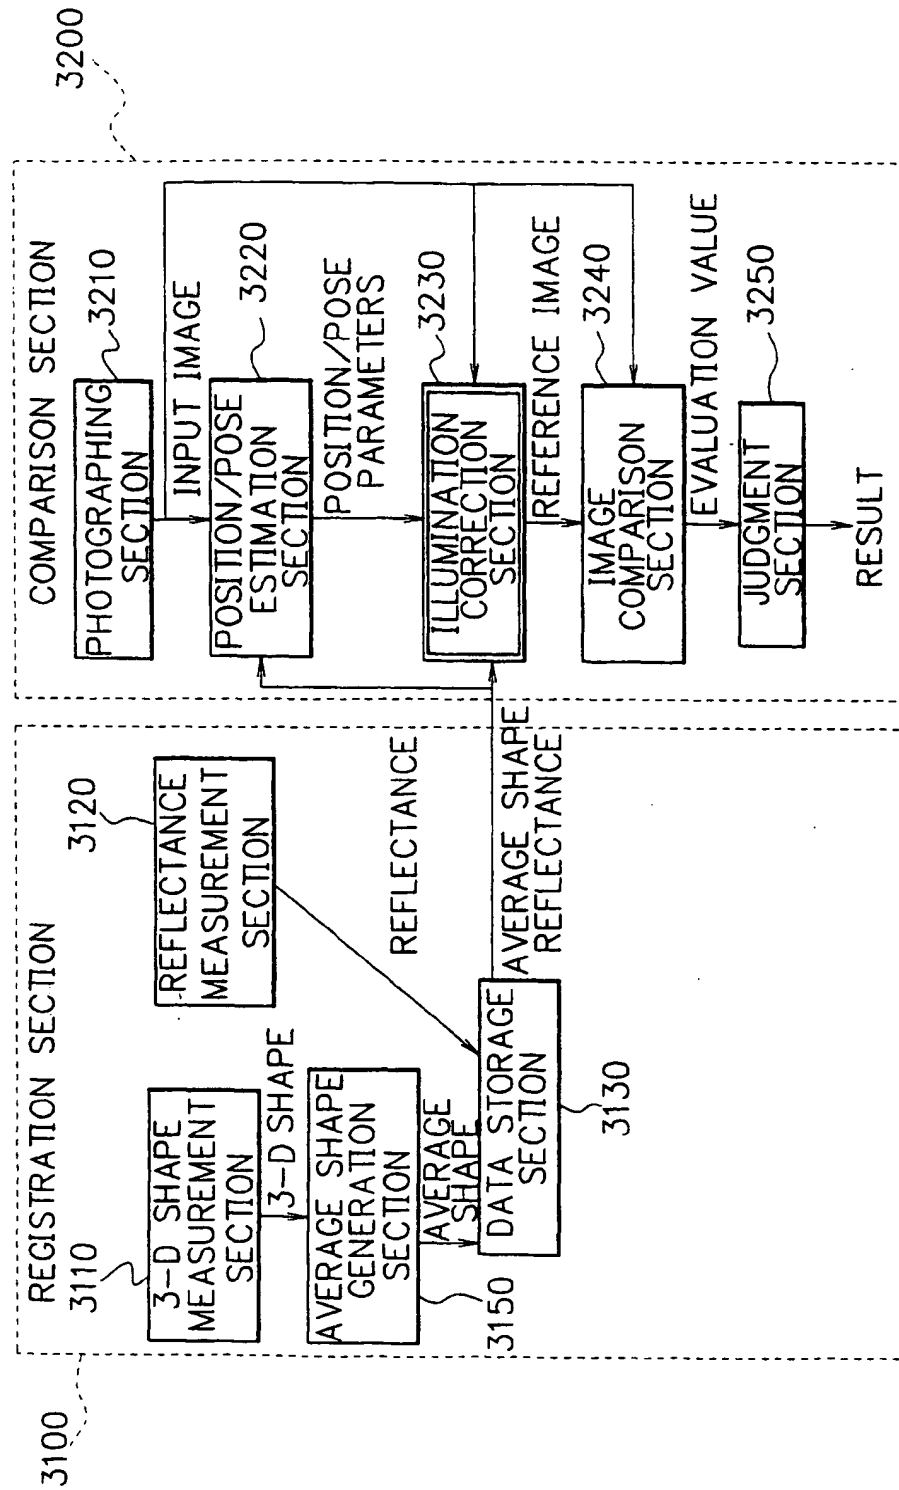 3100
REGISTRATION SECTION
3110
3-D SHAPE
MEASUREMENT
SECTION
3-D SHAPE
AVERAGE SHAPE
GENERATION
SECTION
3150
AVERAGE
SHAPE
3120
REFLECTANCE
MEASUREMENT
SECTION
REFLECTANCE
DATA STORAGE
SECTION
3130
AVERAGE SHAPE
REFLECTANCE
3200
COMPARISON SECTION
3210
PHOTOGRAPHING
SECTION
INPUT IMAGE
3220
POSITION/POSE
ESTIMATION
SECTION
POSITION/POSE
PARAMETERS
3230
ILLUMINATION
CORRECTION
SECTION
REFERENCE IMAGE
3240
IMAGE
COMPARISON
SECTION
EVALUATION VALUE
3250
JUDGMENT
SECTION
RESULT